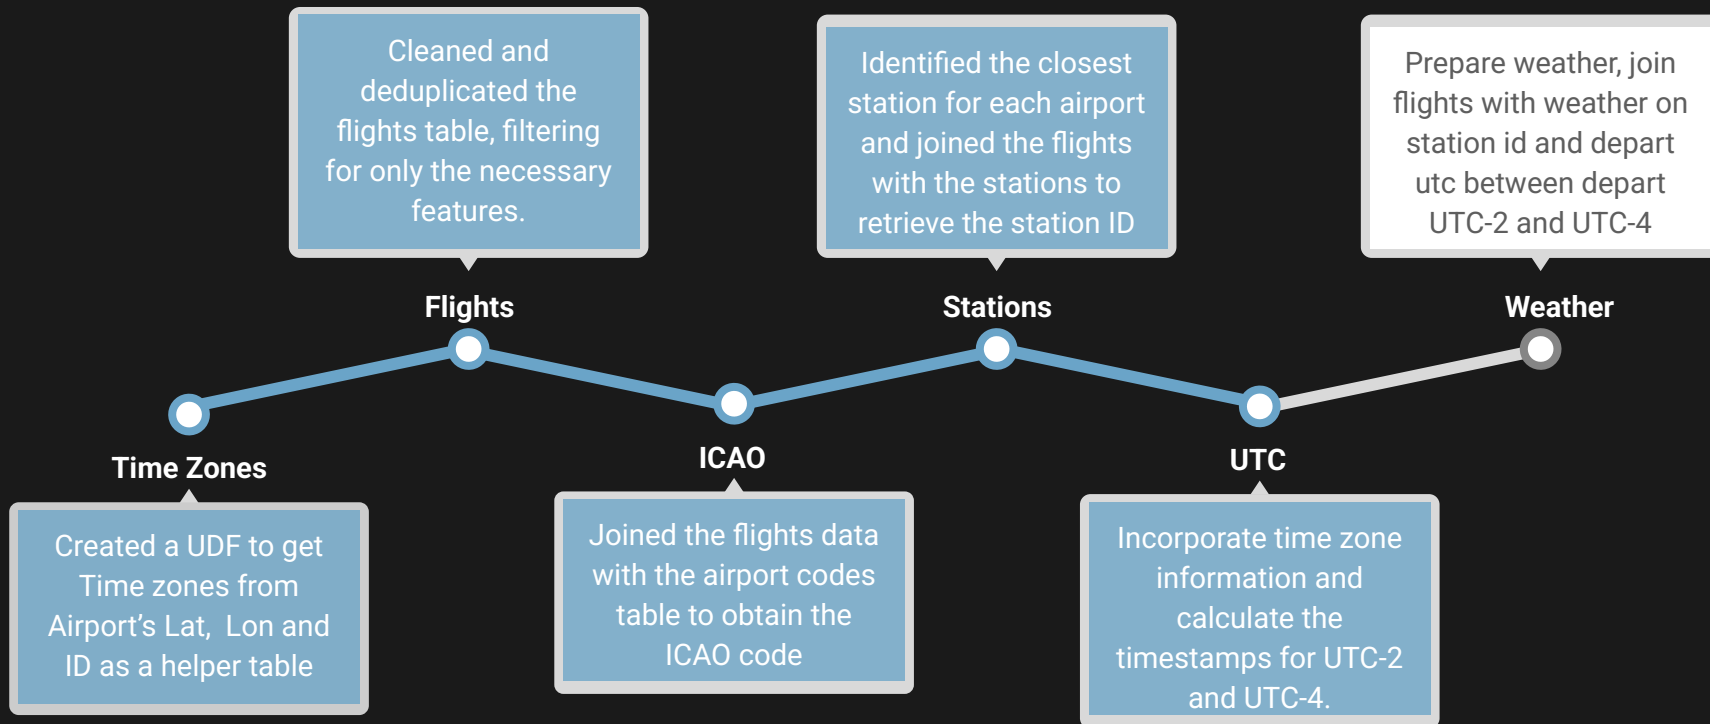 Cleaned and
deduplicated the
flights table, filtering
for only the necessary
features.
Identified the closest
station for each airport
and joined the flights
with the stations to
retrieve the station ID
Prepare weather, join
flights with weather on
station id and depart
utc between depart
UTC-2 and UTC-4
Flights
Stations
Weather
Time Zones
ICAO
UTC
Created a UDF to get
Time zones from
Airport's Lat,  Lon and
ID as a helper table
Joined the flights data
with the airport codes
table to obtain the
ICAO code
Incorporate time zone
information and
calculate the
timestamps for UTC-2
and UTC-4.